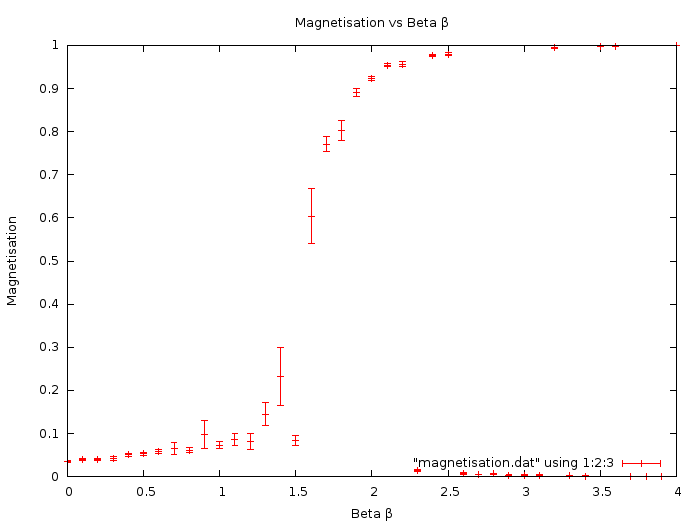 Magnetisation vs Beta β
1
0.9
0.8
0.7
0.6
0.5
0.4
0.3
0.2
0.1
0
Magnetisation
"magnetisation.dat" using 1:2:3
0 0.5 1 1.5 2 2.5 3 3.5 4
Beta β